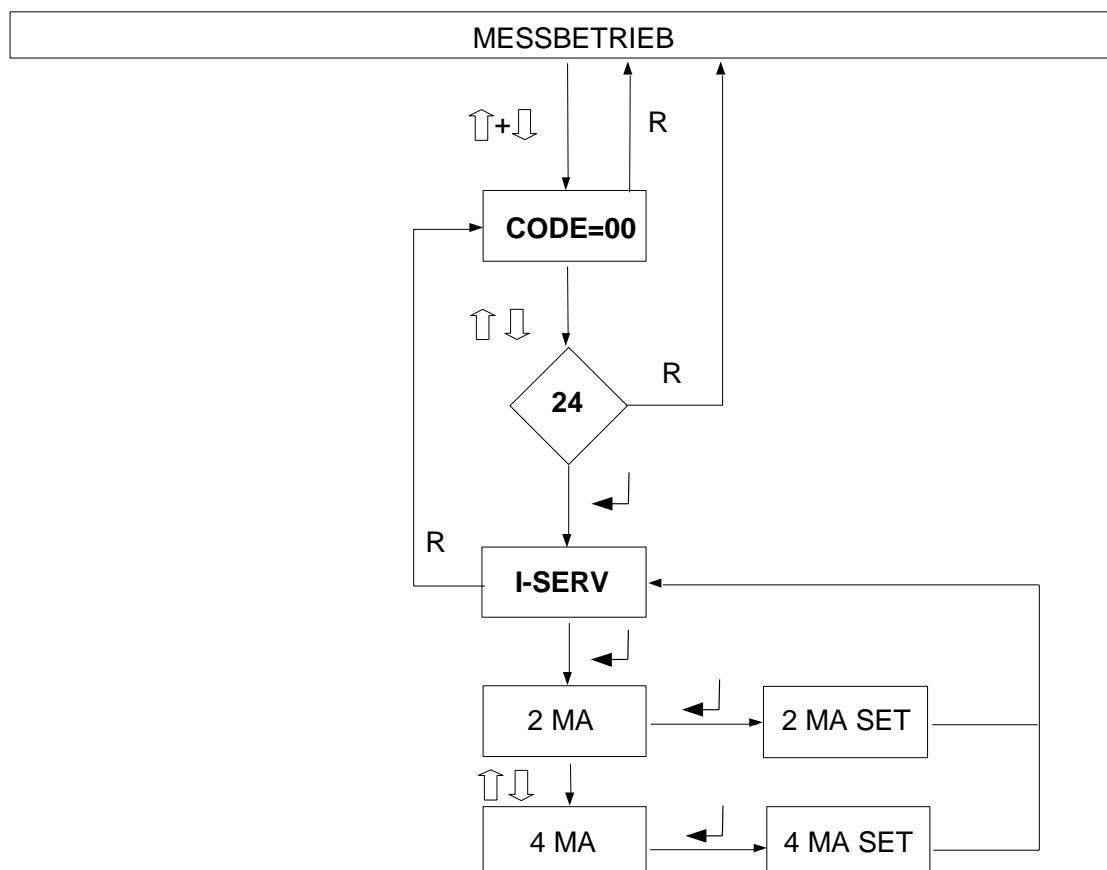 MESSBETRIEB
⇧+⇩
R
CODE=00
⇧ ⇩
R
24
R
I-SERV
2 MA
2 MA SET
⇧ ⇩
4 MA
4 MA SET